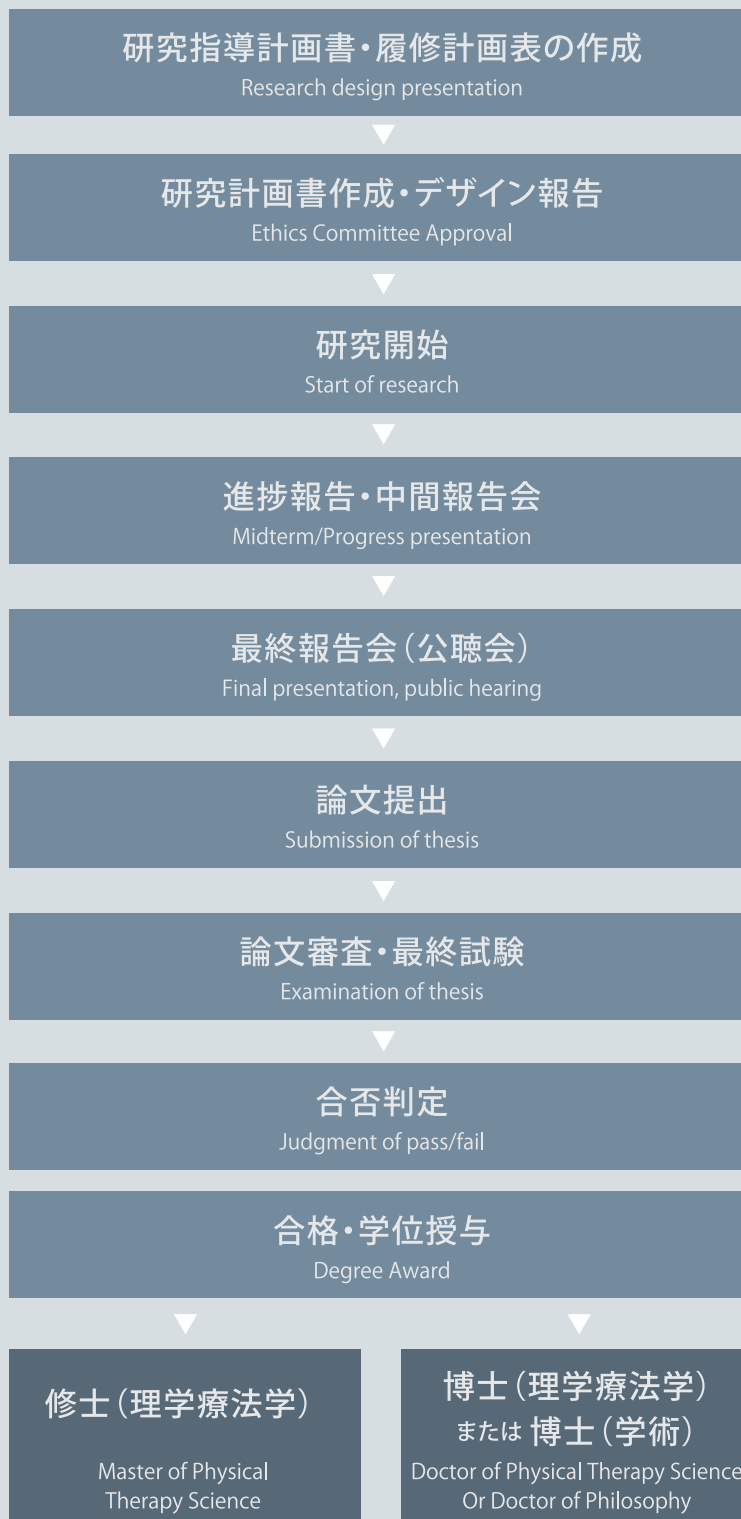 研究指導計画書・履修計画表の作成
Research design presentation
研究計画書作成・デザイン報告
Ethics Committee Approval
研究開始
Start of research
進捗報告・中間報告会
Midterm/Progress presentation
最終報告会（公聴会）
Final presentation, public hearing
論文提出
Submission of thesis
論文審査・最終試験
Examination of thesis
合否判定
Judgment of pass/fail
合格・学位授与
Degree Award
修士（理学療法学）
Master of Physical
Therapy Science
博士（理学療法学）
または 博士（学術）
Doctor of Physical Therapy Science
Or Doctor of Philosophy